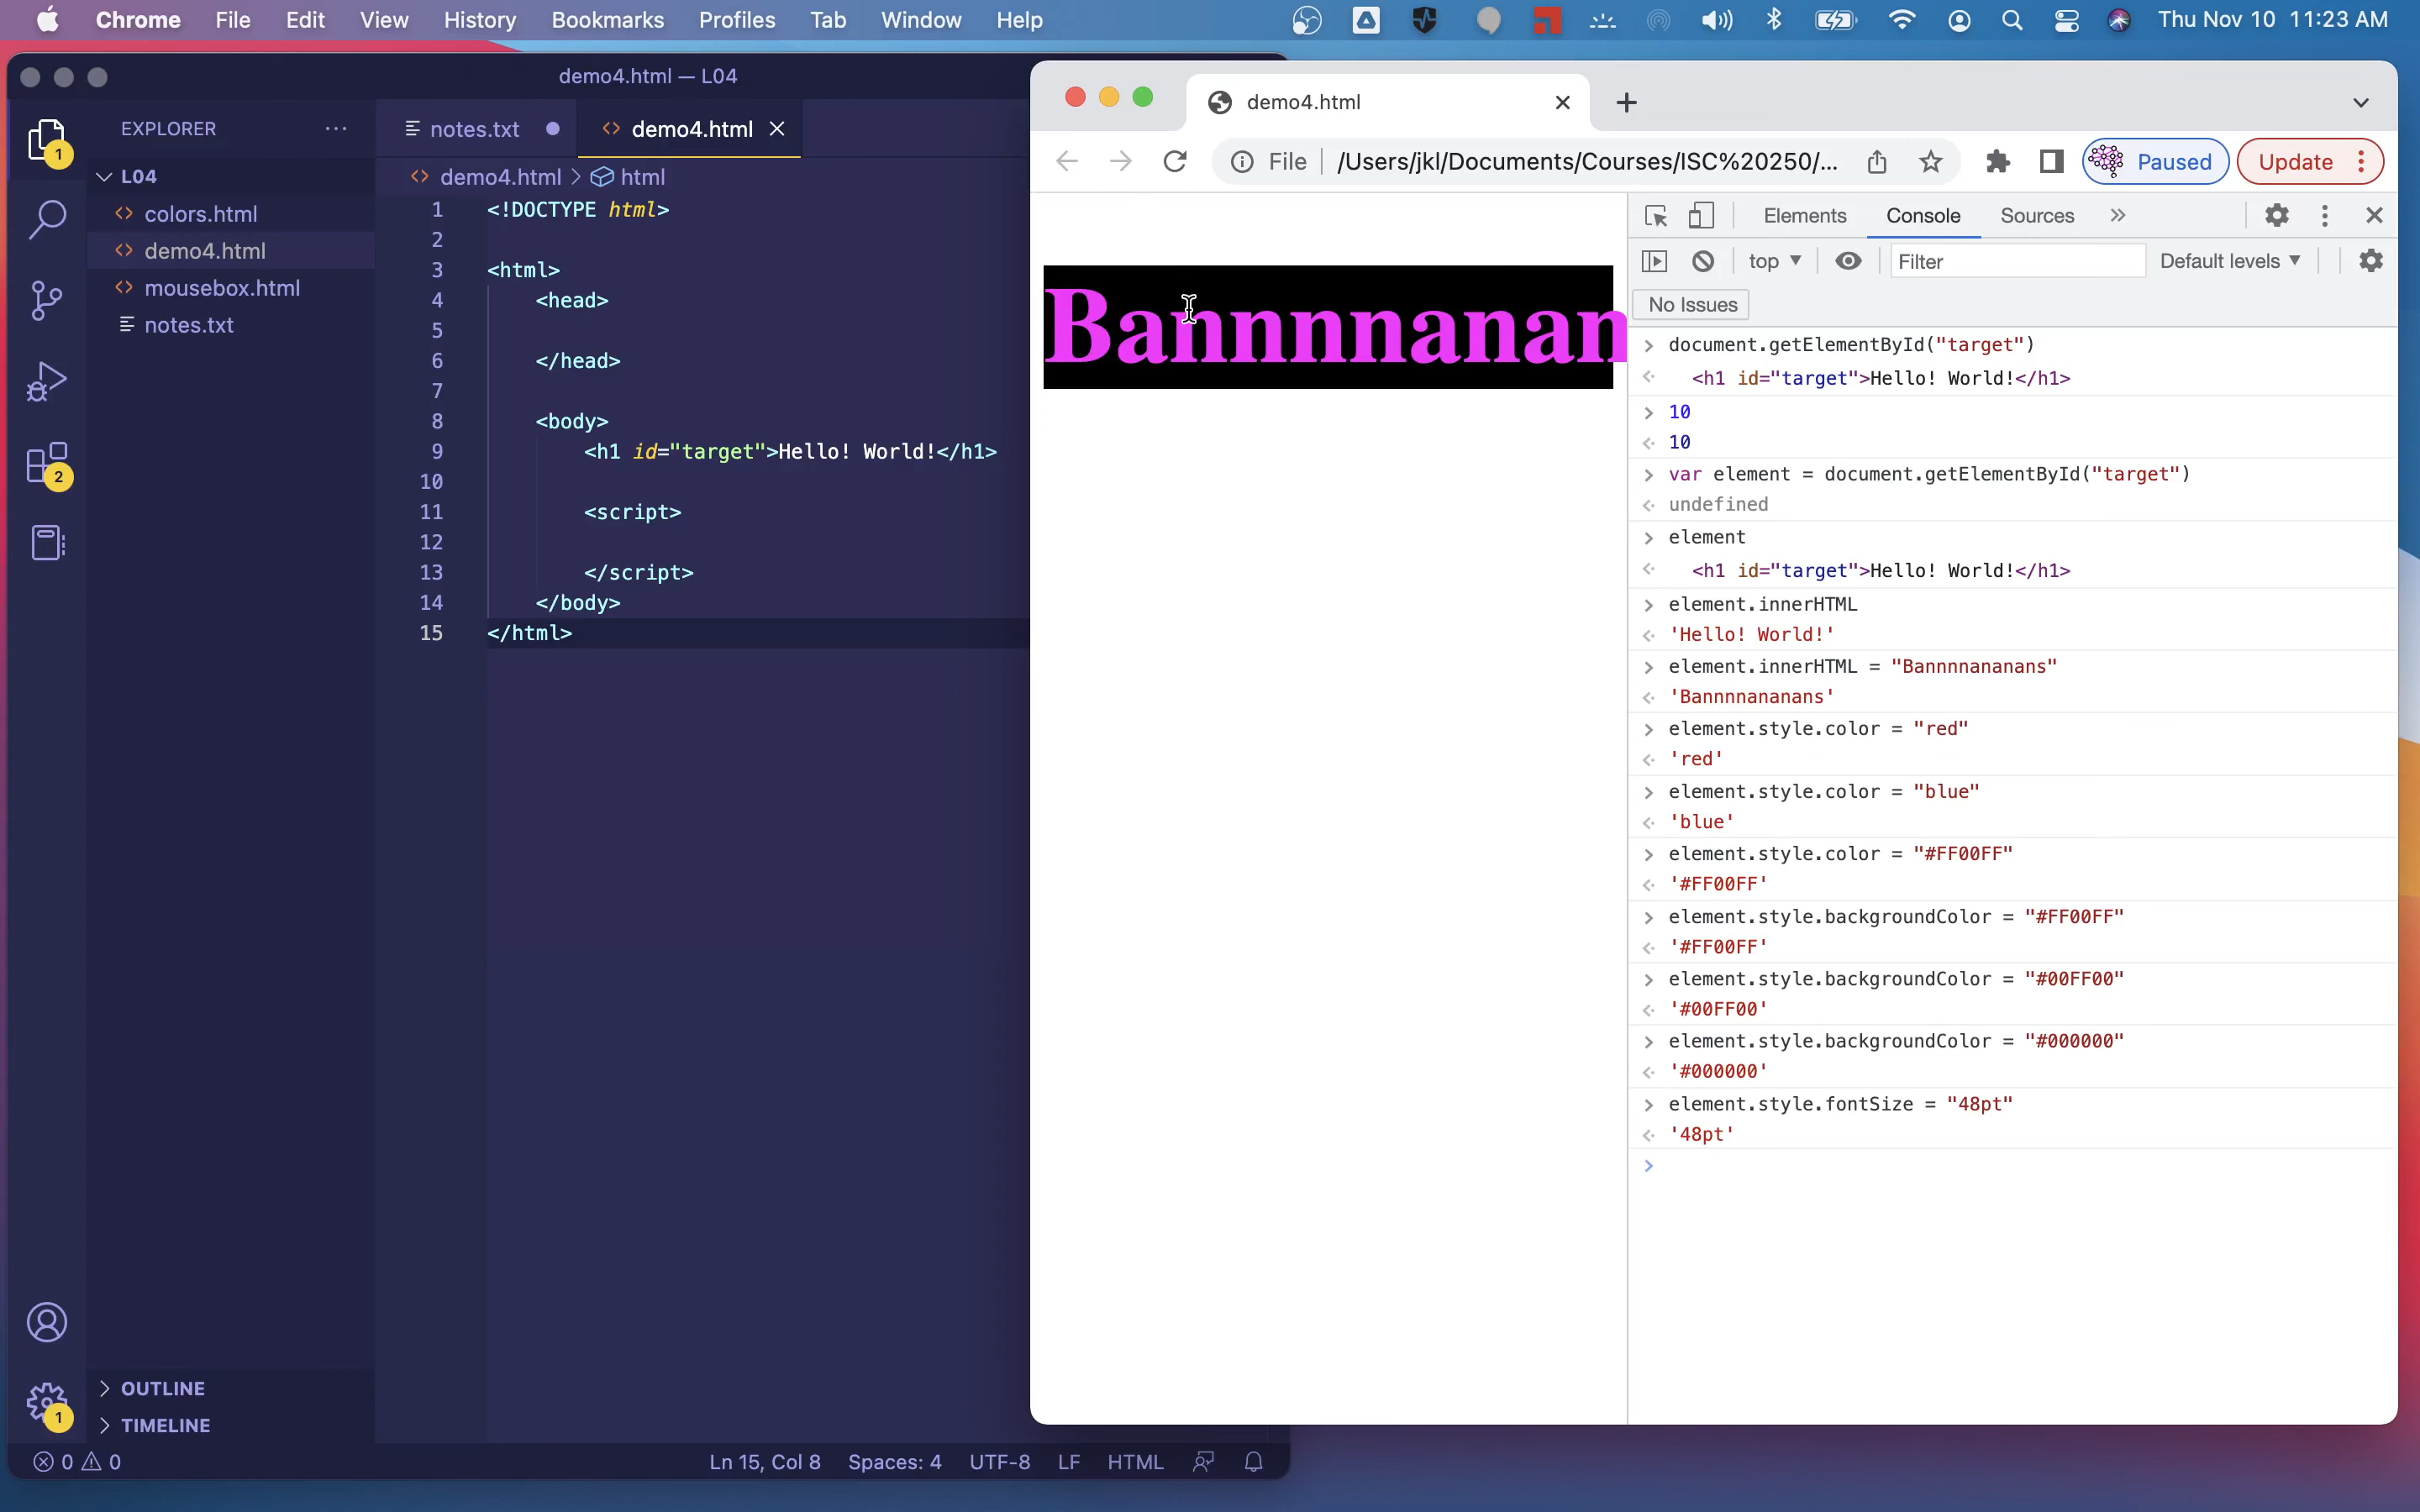 Chrome File Edit View History Bookmarks Profiles Tab Window Help Thu Nov 10 11:23 AM
demo4.html — L04
EXPLORER
L04
colors.html
demo4.html
mousebox.html
notes.txt
OUTLINE
TIMELINE
1
2
1
notes.txt demo4.html
demo4.html > html
1 <!DOCTYPE html>
2
3 <html>
4 <head>
5
6 </head>
7
8 <body>
9 <h1 id="target">Hello! World!</h1>
10
11 <script>
12
13 </script>
14 </body>
15 </html>
0 0 Ln 15, Col 8 Spaces: 4 UTF-8 LF HTML
demo4.html
File /Users/jkl/Documents/Courses/ISC%20250/... Paused Update
Bannnnanan
Elements Console Sources
top Filter Default levels
No Issues
> document.getElementById("target")
<h1 id="target">Hello! World!</h1>
> 10
10
> var element = document.getElementById("target")
undefined
> element
<h1 id="target">Hello! World!</h1>
> element.innerHTML
'Hello! World!'
> element.innerHTML = "Bannnnananans"
'Bannnnananans'
> element.style.color = "red"
'red'
> element.style.color = "blue"
'blue'
> element.style.color = "#FF00FF"
'#FF00FF'
> element.style.backgroundColor = "#FF00FF"
'#FF00FF'
> element.style.backgroundColor = "#00FF00"
'#00FF00'
> element.style.backgroundColor = "#000000"
'#000000'
> element.style.fontSize = "48pt"
'48pt'
>